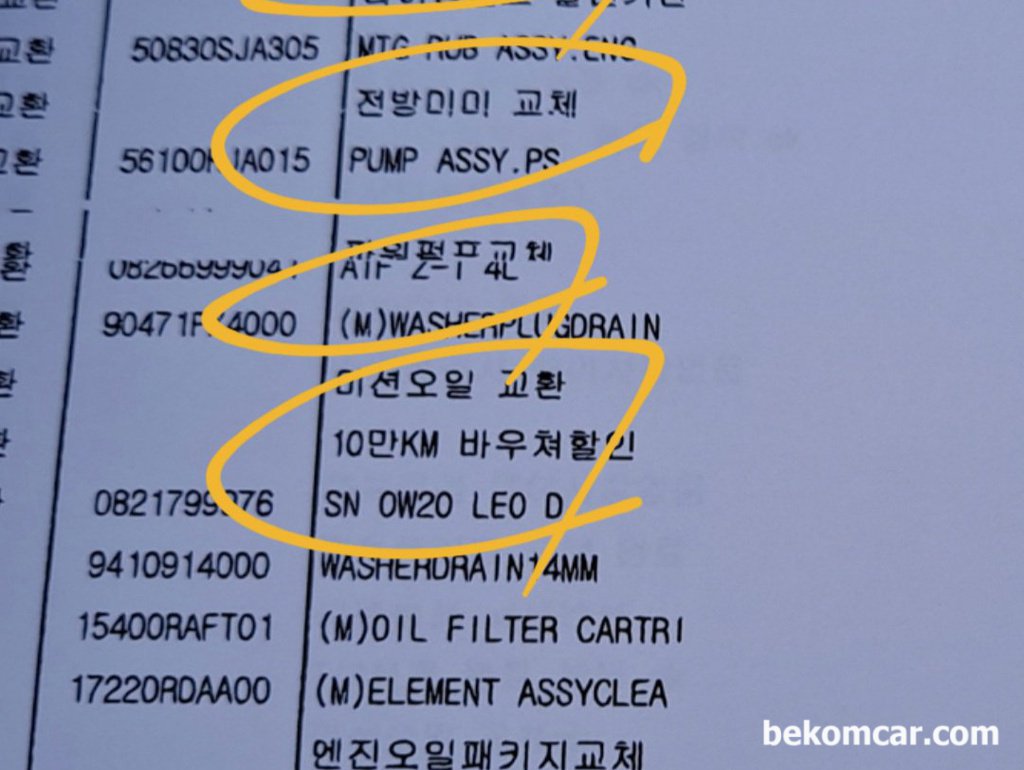 교환 50830SJA305 MTG RUB ASSY.ENG
교환 전방미미 교체
교환 PUMP ASSY.PS
교환 파워펌프교체
환 ATF Z-1 4L
환 (M)WASHERPLUGDRAIN
환 미션오일 교환
10만KM 바우쳐할인
SN 0W20 LEO D
9410914000 WASHERDRAIN14MM
15400RAFT01 (M)OIL FILTER CARTRI
17220RDAA00 (M)ELEMENT ASSYCLEA
엔진오일패키지교체
bekomcar.com